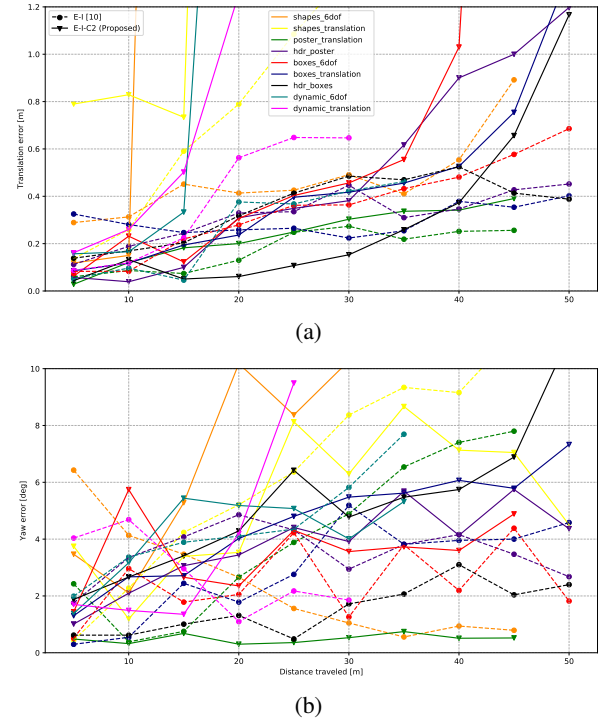 1.2
1.0
0.8
0.6
0.4
0.2
0.0
Translation error [m]
E-I [10]
E-I-C2 (Proposed)
shapes_6dof
shapes_translation
poster_translation
hdr_poster
boxes_6dof
boxes_translation
hdr_boxes
dynamic_6dof
dynamic_translation
10 20 30 40 50
(a)
10
8
6
4
2
0
Yaw error [deg]
10 20 30 40 50
Distance traveled [m]
(b)